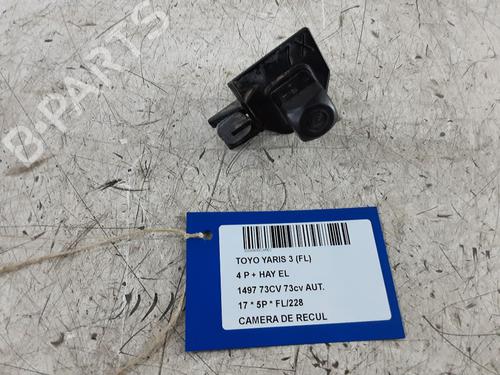 B-PARTS
TOYO YARIS 3 (FL)
4 P + HAY EL
1497 73CV 73cv AUT.
17 * 5P * FL/228
CAMERA DE RECUL